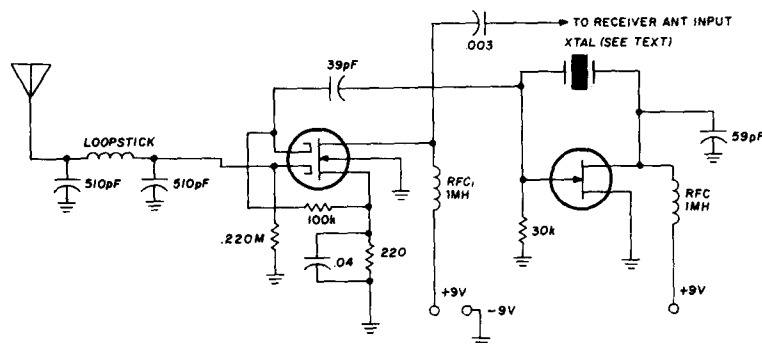 .003
TO RECEIVER ANT INPUT
XTAL (SEE TEXT)
39pF
LOOPSTICK
59pF
510pF
510pF
RFC1
1MH
RFC
1MH
100k
.220M
.04
220
30k
+9V
-9V
+9V